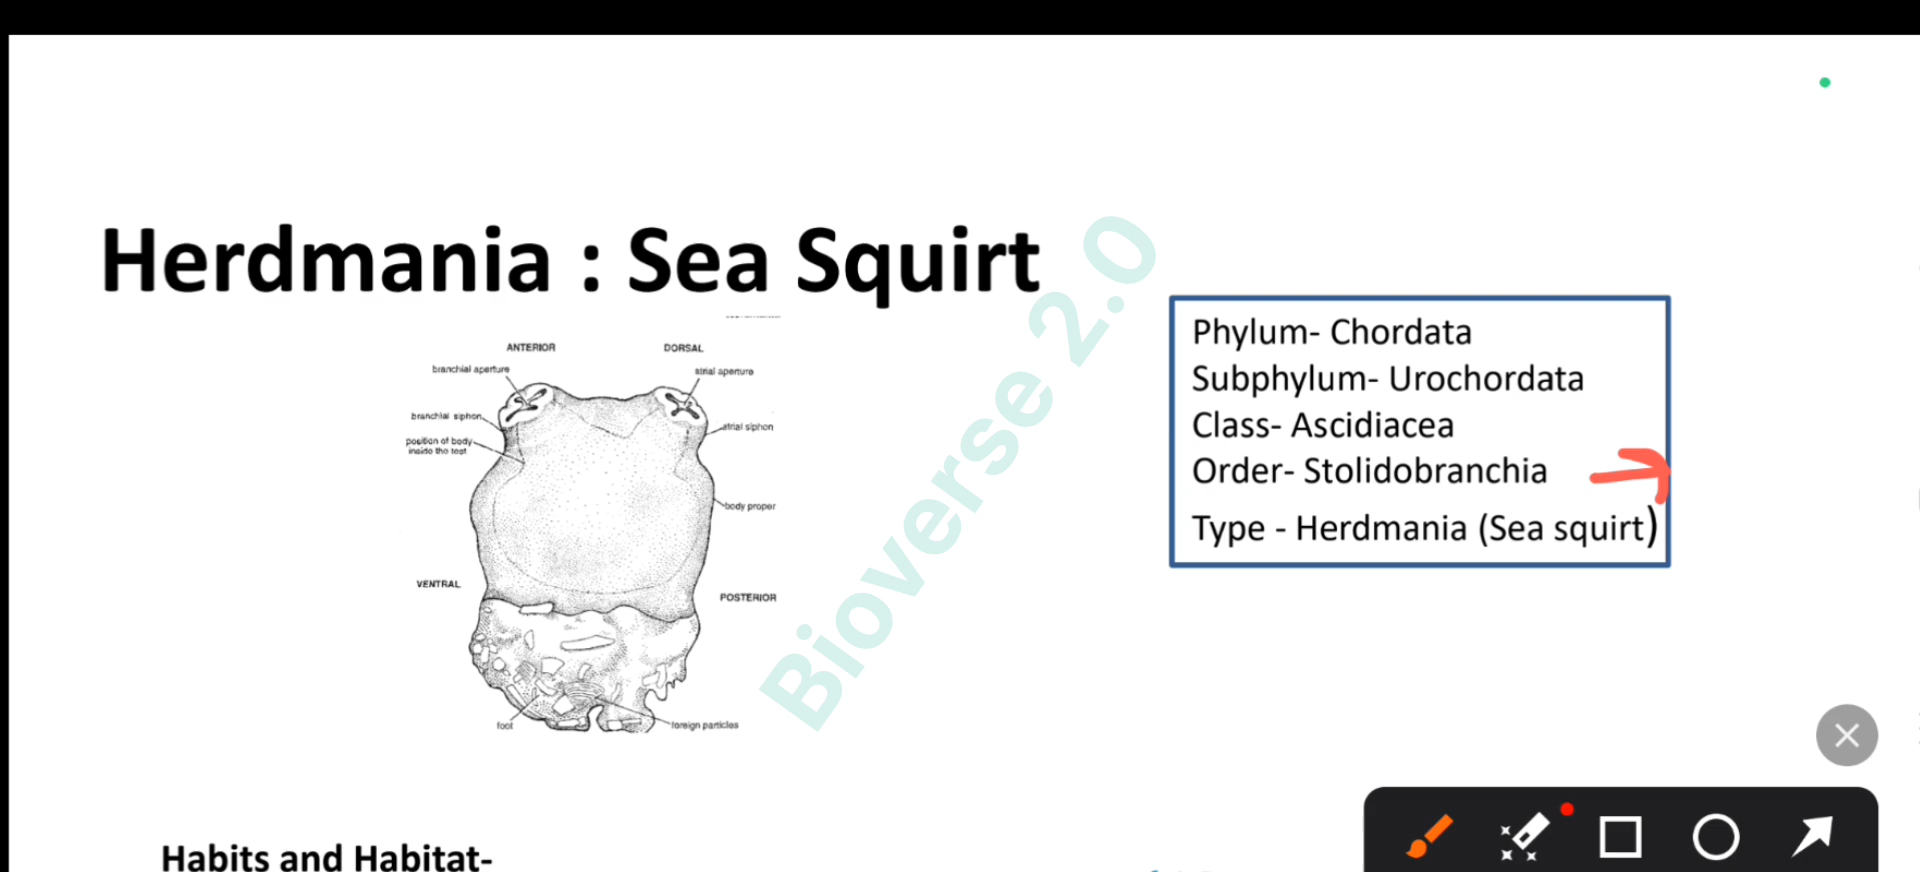 Herdmania : Sea Squirt
ANTERIOR
DORSAL
branchial aperture
atrial aperture
branchial siphon
atrial siphon
position of body
inside the test
body proper
VENTRAL
POSTERIOR
foot
foreign particles
Bioverse 2.0
Phylum- Chordata
Subphylum- Urochordata
Class- Ascidiacea
Order- Stolidobranchia
Type - Herdmania (Sea squirt)
Habits and Habitat-